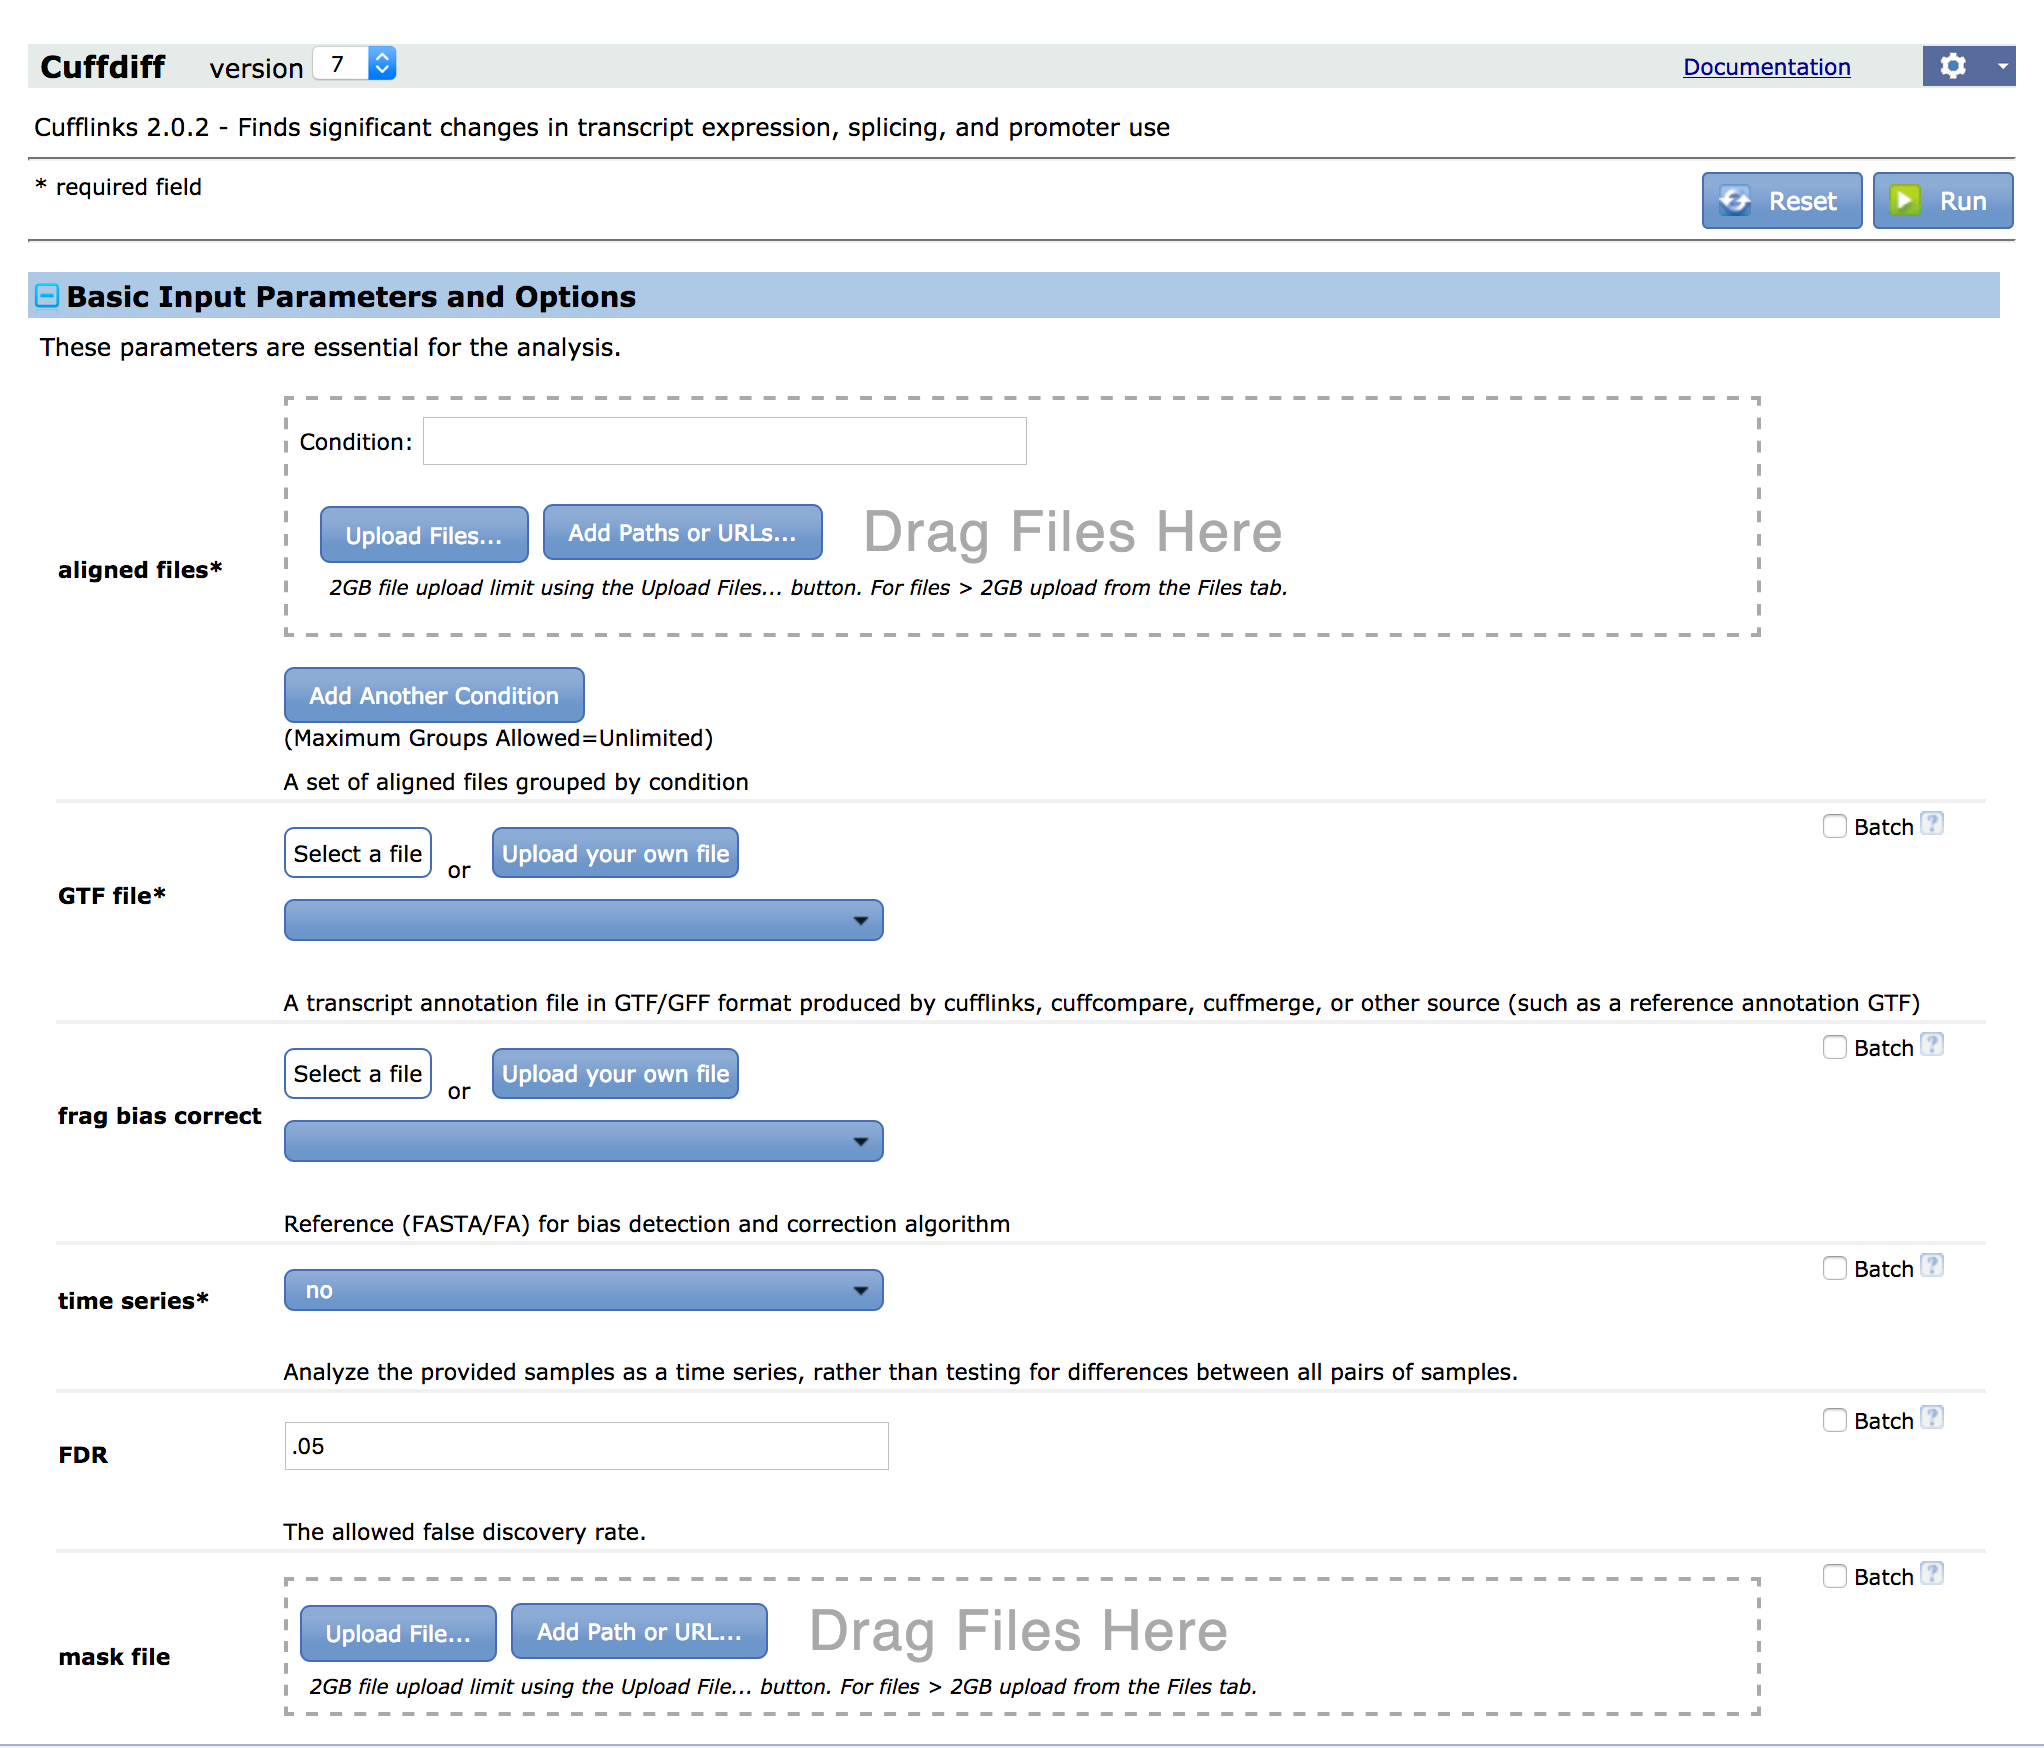 Cuffdiff version 7 Documentation
Cufflinks 2.0.2 - Finds significant changes in transcript expression, splicing, and promoter use
* required field
Reset Run
Basic Input Parameters and Options
These parameters are essential for the analysis.
Condition:
Upload Files... Add Paths or URLs... Drag Files Here
aligned files*
2GB file upload limit using the Upload Files... button. For files > 2GB upload from the Files tab.
Add Another Condition
(Maximum Groups Allowed=Unlimited)
A set of aligned files grouped by condition
Batch ?
Select a file or Upload your own file
GTF file*
A transcript annotation file in GTF/GFF format produced by cufflinks, cuffcompare, cuffmerge, or other source (such as a reference annotation GTF)
Batch ?
Select a file or Upload your own file
frag bias correct
Reference (FASTA/FA) for bias detection and correction algorithm
Batch ?
time series* no
Analyze the provided samples as a time series, rather than testing for differences between all pairs of samples.
Batch ?
FDR .05
The allowed false discovery rate.
Batch ?
Upload File... Add Path or URL... Drag Files Here
mask file
2GB file upload limit using the Upload File... button. For files > 2GB upload from the Files tab.